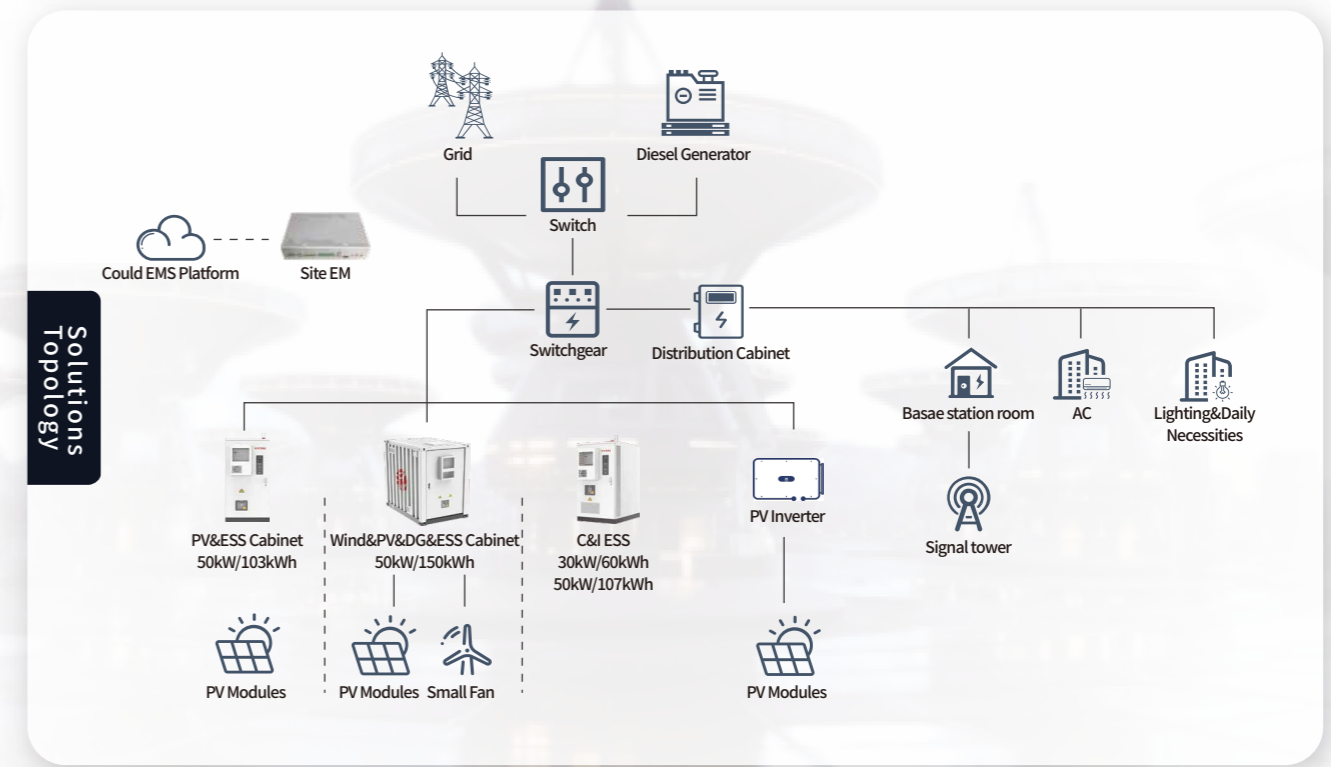 Grid
Diesel Generator
Switch
Could EMS Platform
Site EM
Switchgear
Distribution Cabinet
Solutions
Topology
Basae station room
AC
Lighting&Daily
Necessities
PV&ESS Cabinet
50kW/103kWh
Wind&PV&DG&ESS Cabinet
50kW/150kWh
C&I ESS
30kW/60kWh
50kW/107kWh
PV Inverter
Signal tower
PV Modules
PV Modules
Small Fan
PV Modules